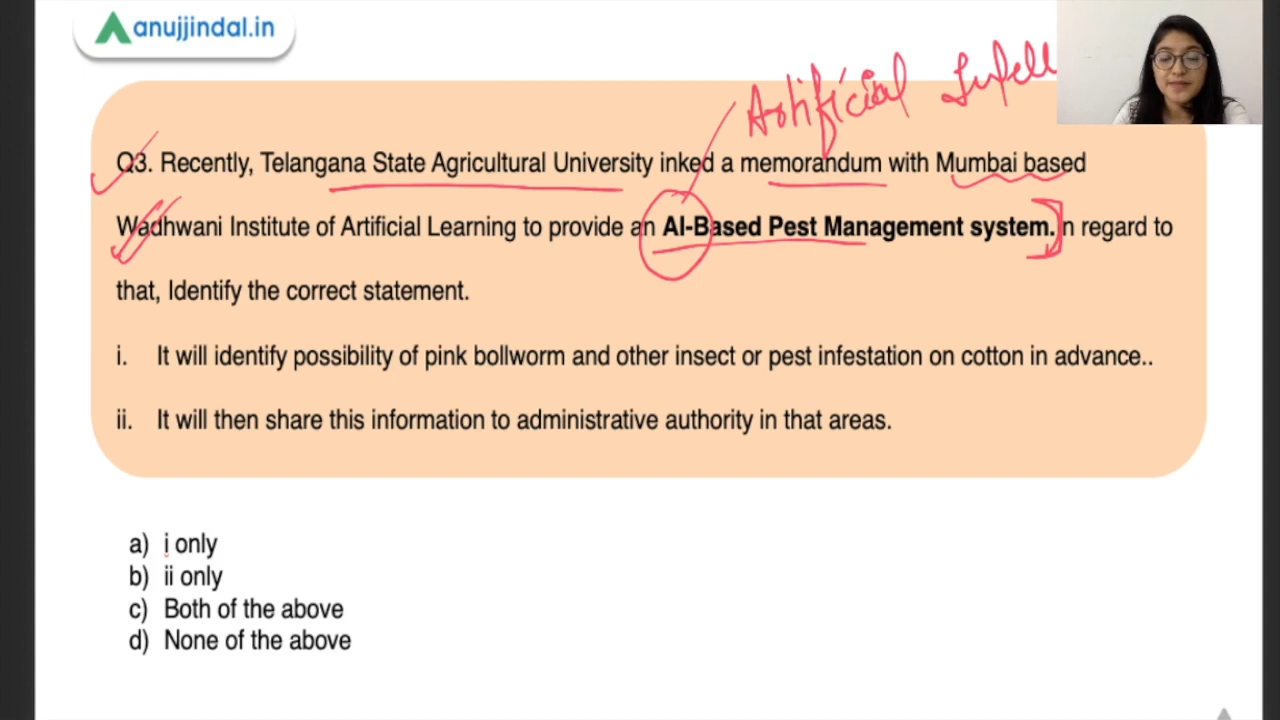 anujjindal.in
Artificial
Q3. Recently, Telangana State Agricultural University inked a memorandum with Mumbai based
Wadhwani Institute of Artificial Learning to provide an AI-Based Pest Management system. In regard to
that, Identify the correct statement.
i. It will identify possibility of pink bollworm and other insect or pest infestation on cotton in advance..
ii. It will then share this information to administrative authority in that areas.
a) i only
b) ii only
c) Both of the above
d) None of the above